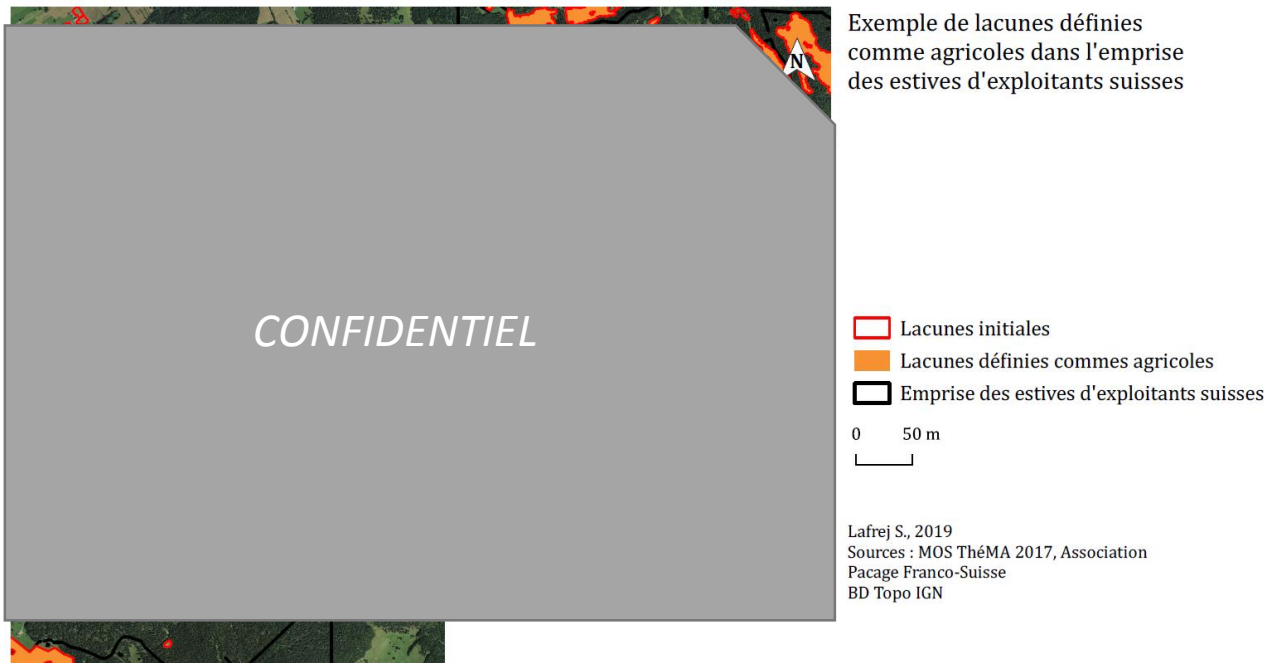 Exemple de lacunes définies
comme agricoles dans l'emprise
des estives d'exploitants suisses
N
CONFIDENTIEL
Lacunes initiales
Lacunes définies commes agricoles
Emprise des estives d'exploitants suisses
0 50 m
Lafrej S., 2019
Sources : MOS ThéMA 2017, Association
Pacage Franco-Suisse
BD Topo IGN